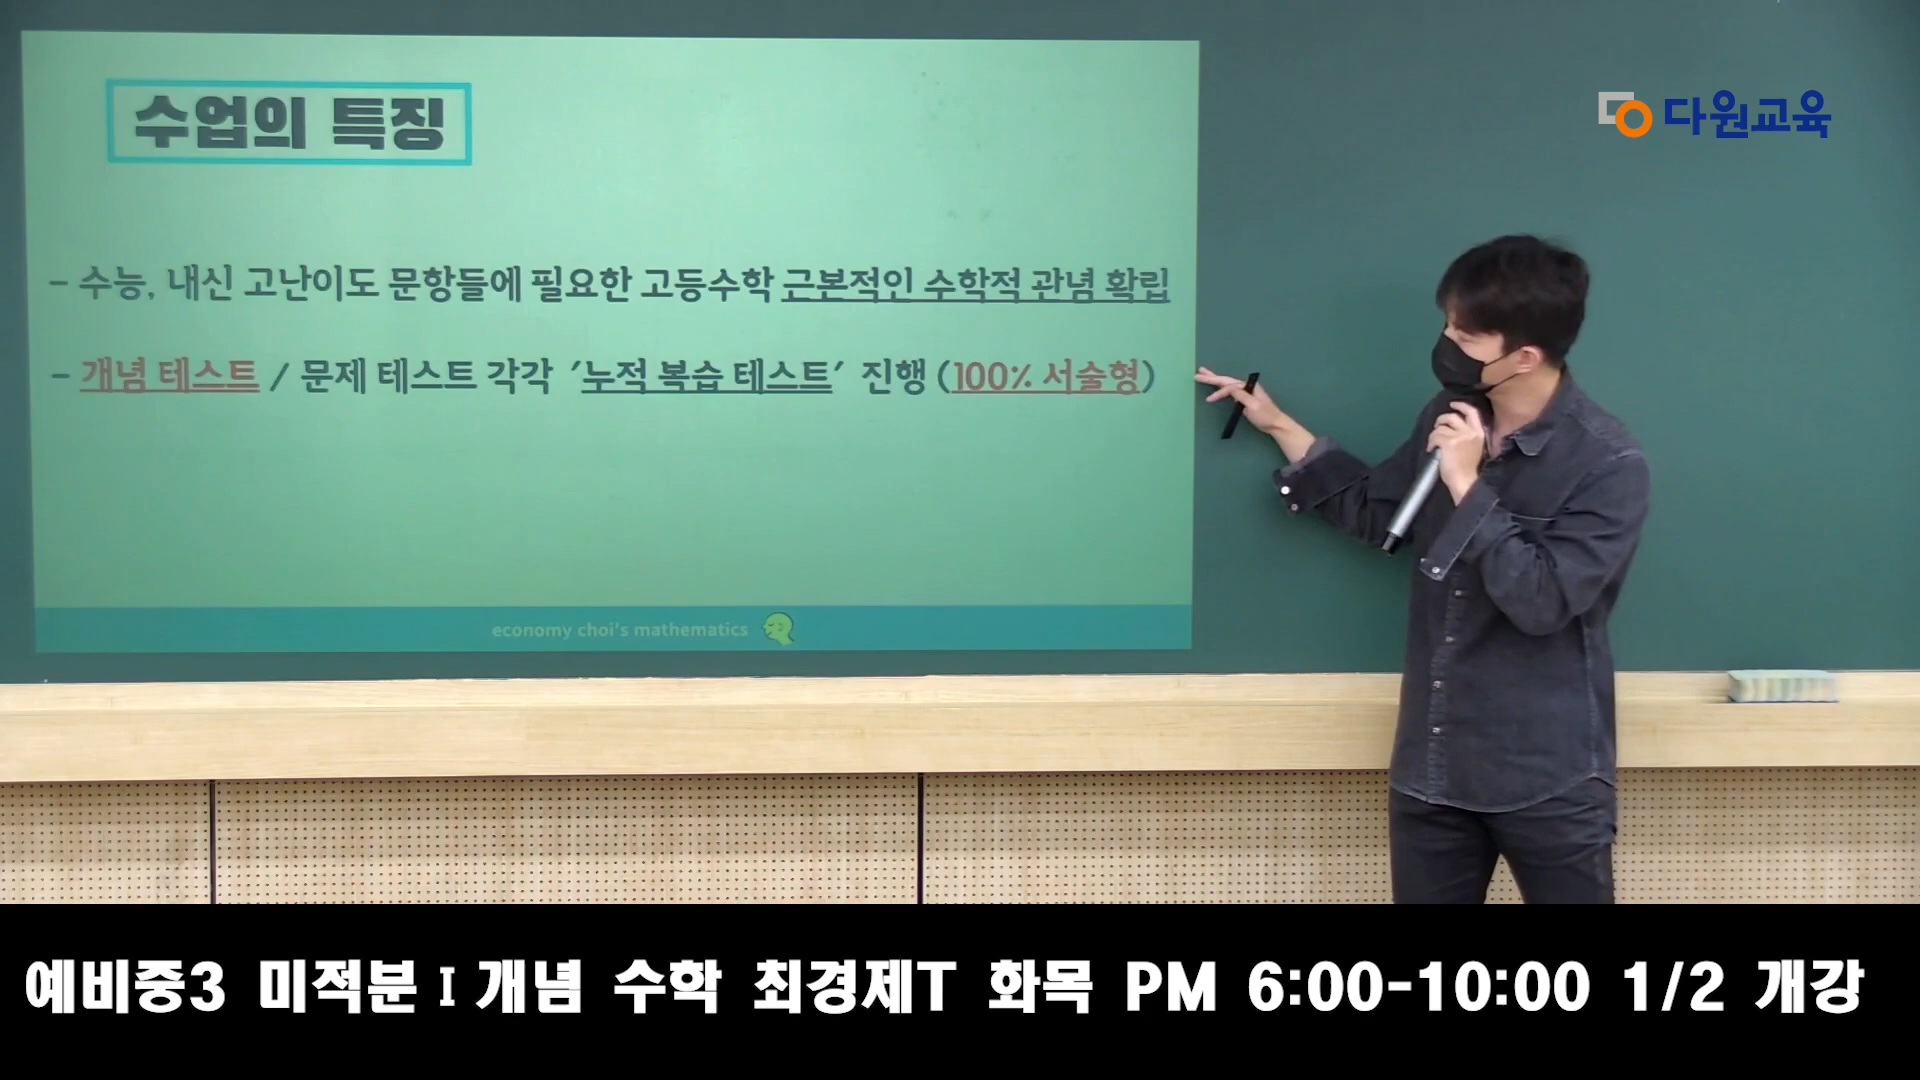 수업의 특징
다원교육
- 수능, 내신 고난이도 문항들에 필요한 고등수학 근본적인 수학적 관념 확립
- 개념 테스트 / 문제 테스트 각각 '누적 복습 테스트' 진행 (100% 서술형)
economy choi's mathematics
예비중3 미적분Ⅰ개념 수학 최경제T 화목 PM 6:00-10:00 1/2 개강